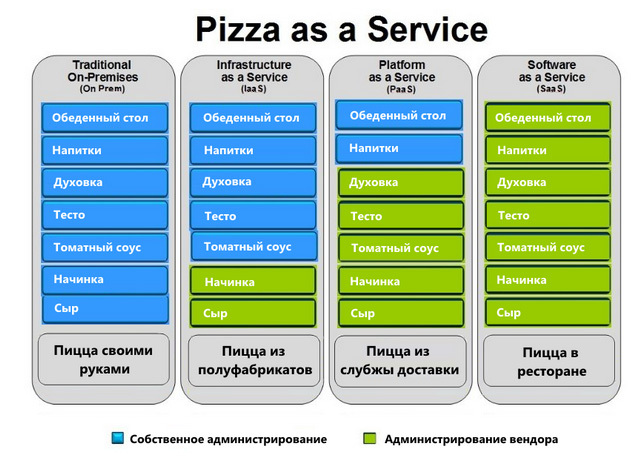 Pizza as a Service
Traditional
On-Premises
(On Prem)
Обеденный стол
Напитки
Духовка
Тесто
Томатный соус
Начинка
Сыр
Пицца своими
руками
Infrastructure
as a Service
(IaaS)
Обеденный стол
Напитки
Духовка
Тесто
Томатный соус
Начинка
Сыр
Пицца из
полуфабрикатов
Platform
as a Service
(PaaS)
Обеденный стол
Напитки
Духовка
Тесто
Томатный соус
Начинка
Сыр
Пицца из
слубжы доставки
Software
as a Service
(SaaS)
Обеденный стол
Напитки
Духовка
Тесто
Томатный соус
Начинка
Сыр
Пицца в
ресторане
Собственное администрирование
Администрирование вендора